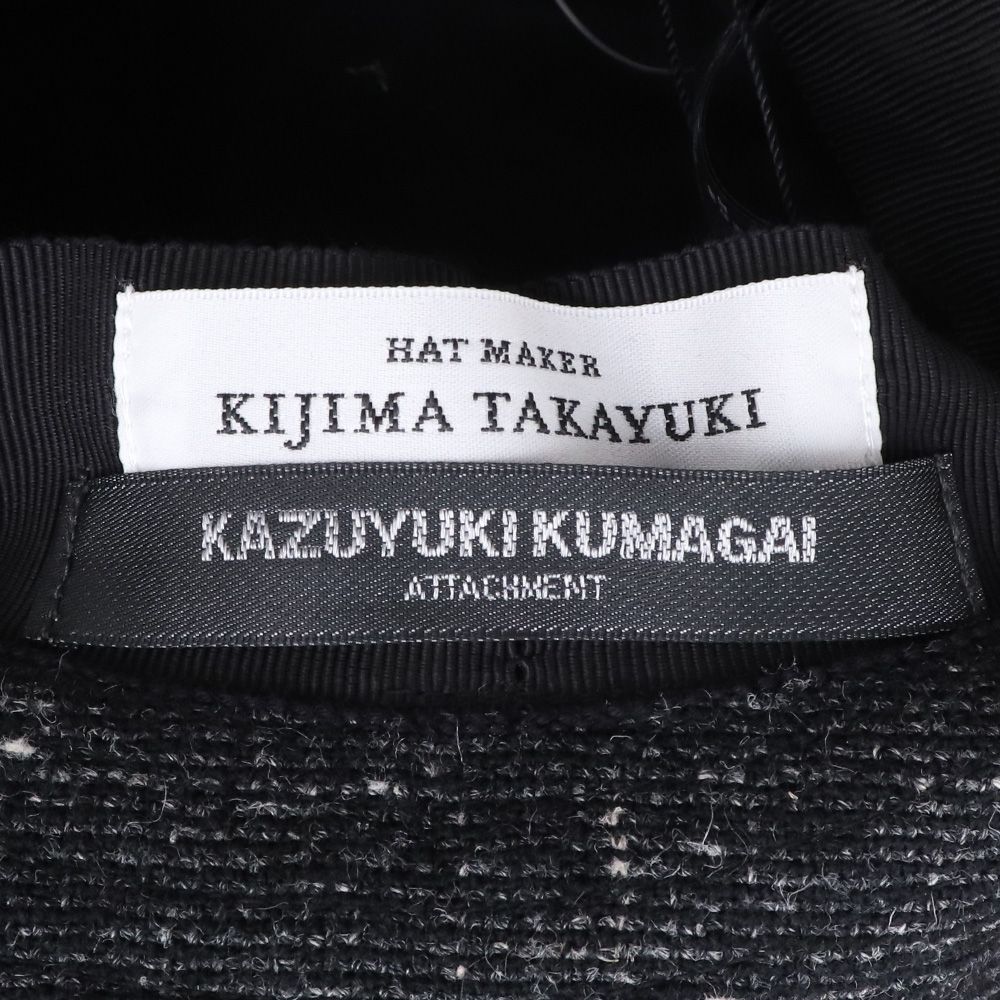 HAT MAKER
KIJIMA TAKAYUKI
KAZUYUKI KUMAGAI
ATTACHMENT